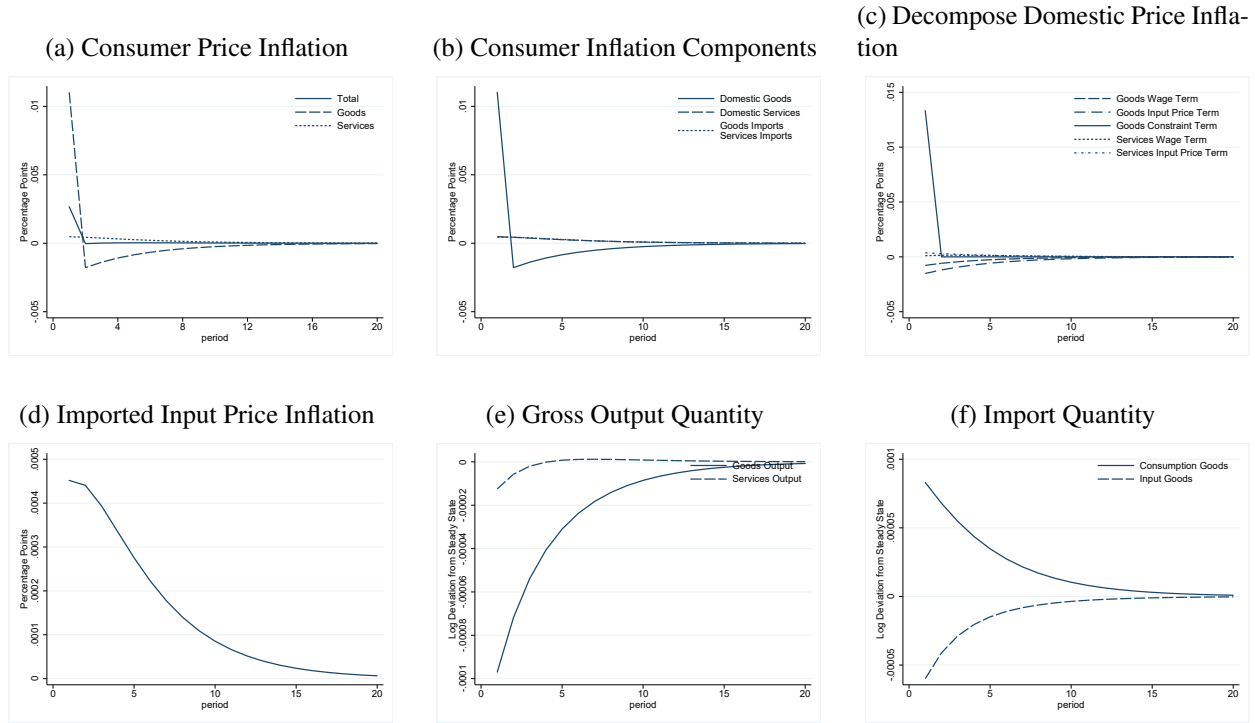 (a) Consumer Price Inflation
Percentage Points
.01
.005
0
-.005
0
4
8
12
16
20
period
Total
Goods
Services
(b) Consumer Inflation Components
Percentage Points
.01
.005
0
-.005
0
5
10
15
20
period
Domestic Goods
Domestic Services
Goods Imports
Services Imports
(c) Decompose Domestic Price Infla-
tion
Percentage Points
.015
.01
.005
0
-.005
0
5
10
15
20
period
Goods Wage Term
Goods Input Price Term
Goods Constraint Term
Services Wage Term
Services Input Price Term
(d) Imported Input Price Inflation
Percentage Points
.0005
.0004
.0003
.0002
.0001
0
0
5
10
15
20
period
(e) Gross Output Quantity
Log Deviation from Steady State
0
-.00002
-.00004
-.00006
-.00008
-.0001
0
5
10
15
20
period
Goods Output
Services Output
(f) Import Quantity
Log Deviation from Steady State
.0001
.00005
0
-.00005
0
5
10
15
20
period
Consumption Goods
Input Goods